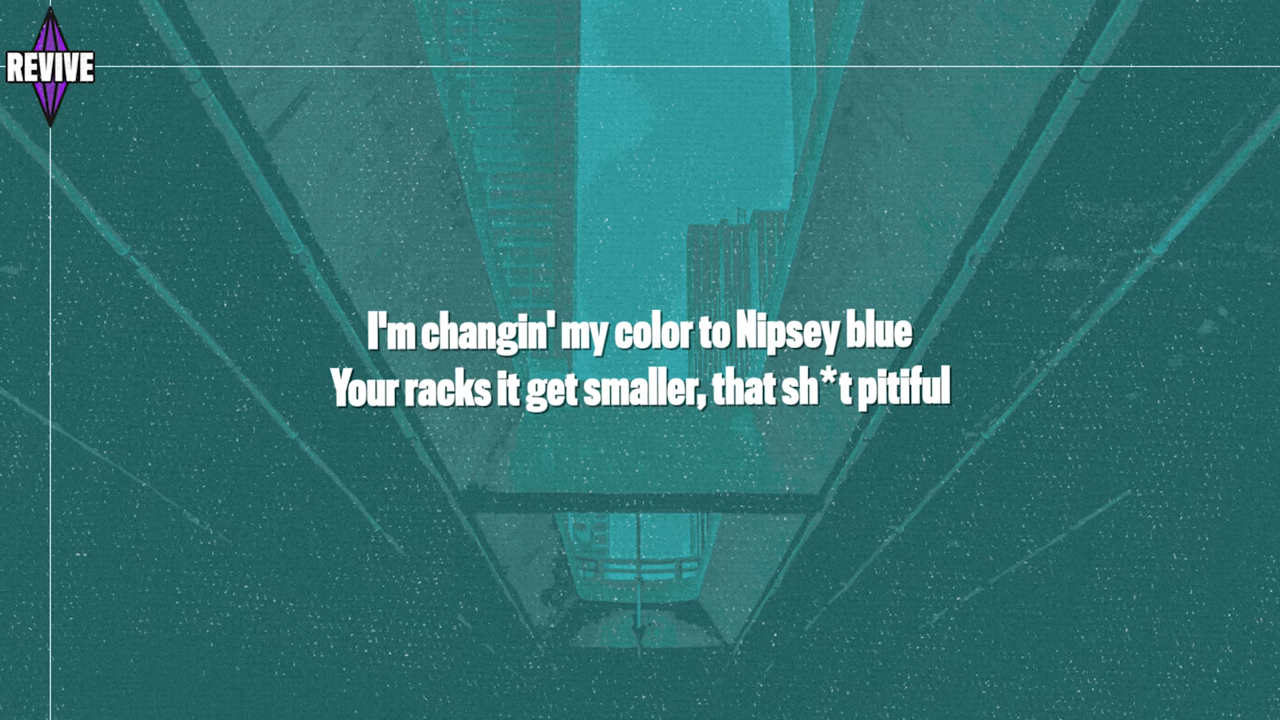 REVIVE
I'm changin' my color to Nipsey blue
Your racks it get smaller, that sh*t pitiful